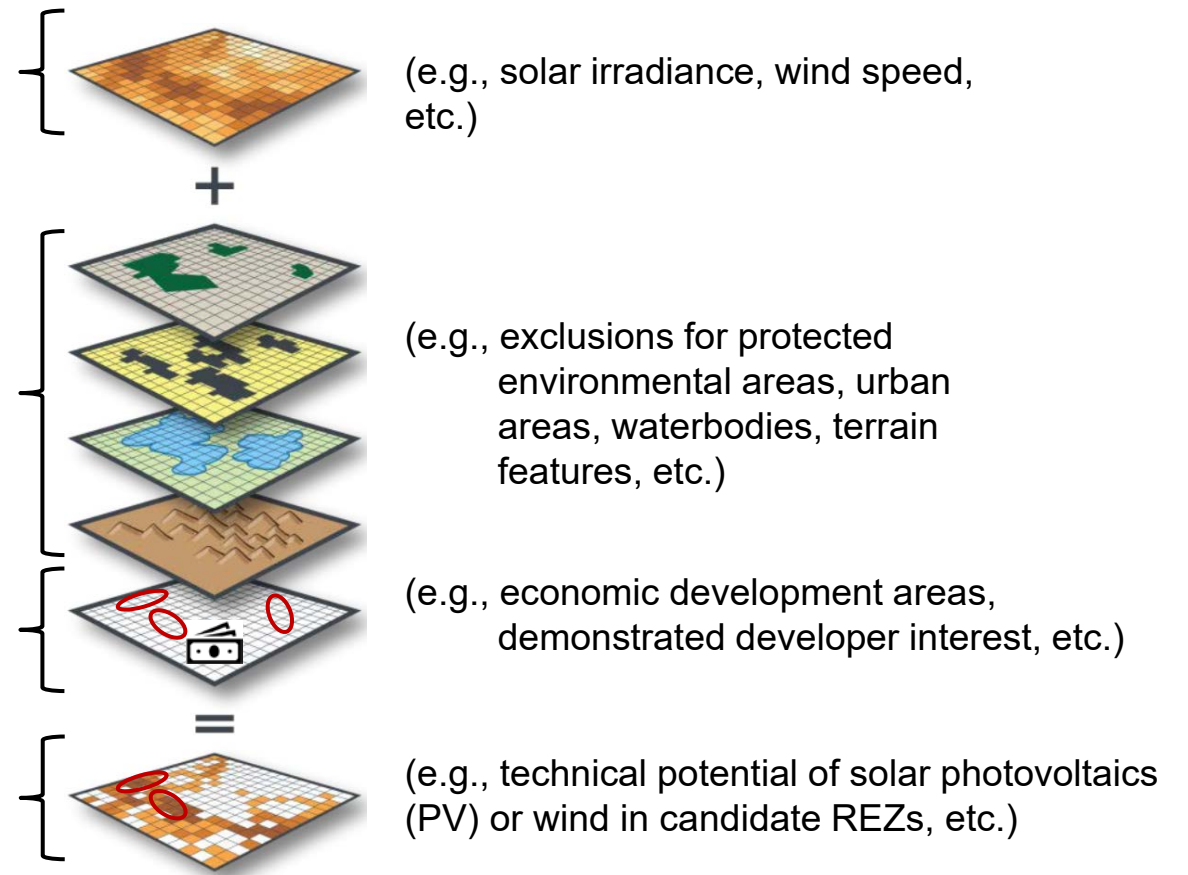 (e.g., solar irradiance, wind speed,
etc.)
+
(e.g., exclusions for protected
environmental areas, urban
areas, waterbodies, terrain
features, etc.)
(e.g., economic development areas,
demonstrated developer interest, etc.)
=
(e.g., technical potential of solar photovoltaics
(PV) or wind in candidate REZs, etc.)